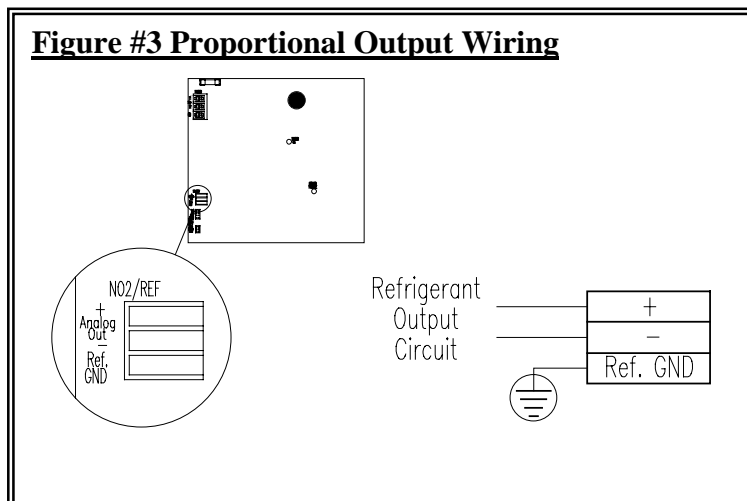 Figure #3 Proportional Output Wiring
NO2/REF
+
Analog
Out
-
Ref.
GND
Refrigerant
Output
Circuit
+
-
Ref. GND